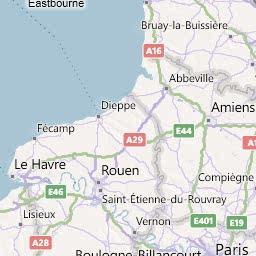 Eastbourne
Bruay-la-Buissière
A16
Abbeville
Dieppe
Amiens
Fécamp
E44
A29
Le Havre
Rouen
Compiègne
E46
Saint-Étienne-du-Rouvray
Lisieux
Vernon
E401
E19
A28
Boulogne-Billancourt
Paris